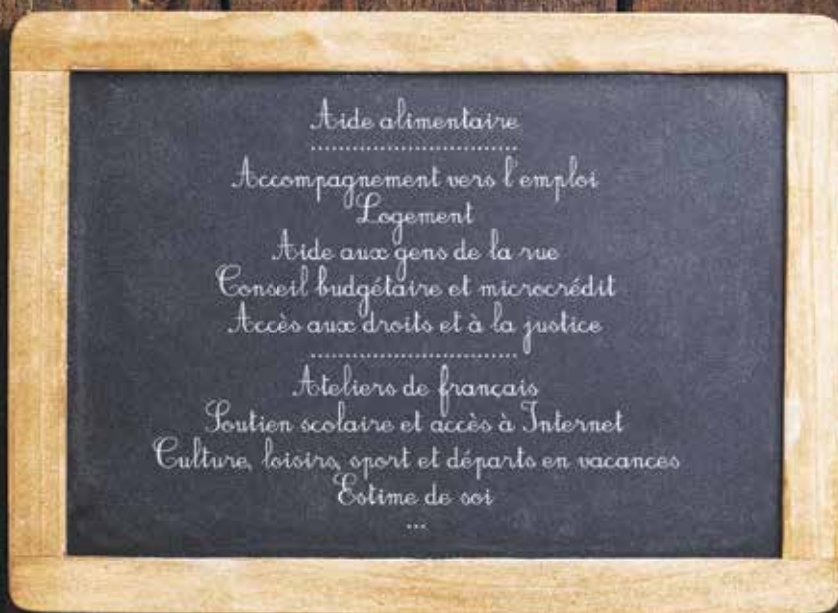 Aide alimentaire
..............................
Accompagnement vers l'emploi
Logement
Aide aux gens de la rue
Conseil budgétaire et microcrédit
Accès aux droits et à la justice
..............................
Ateliers de français
Soutien scolaire et accès à Internet
Culture, loisirs, sport et départs en vacances
Estime de soi
...